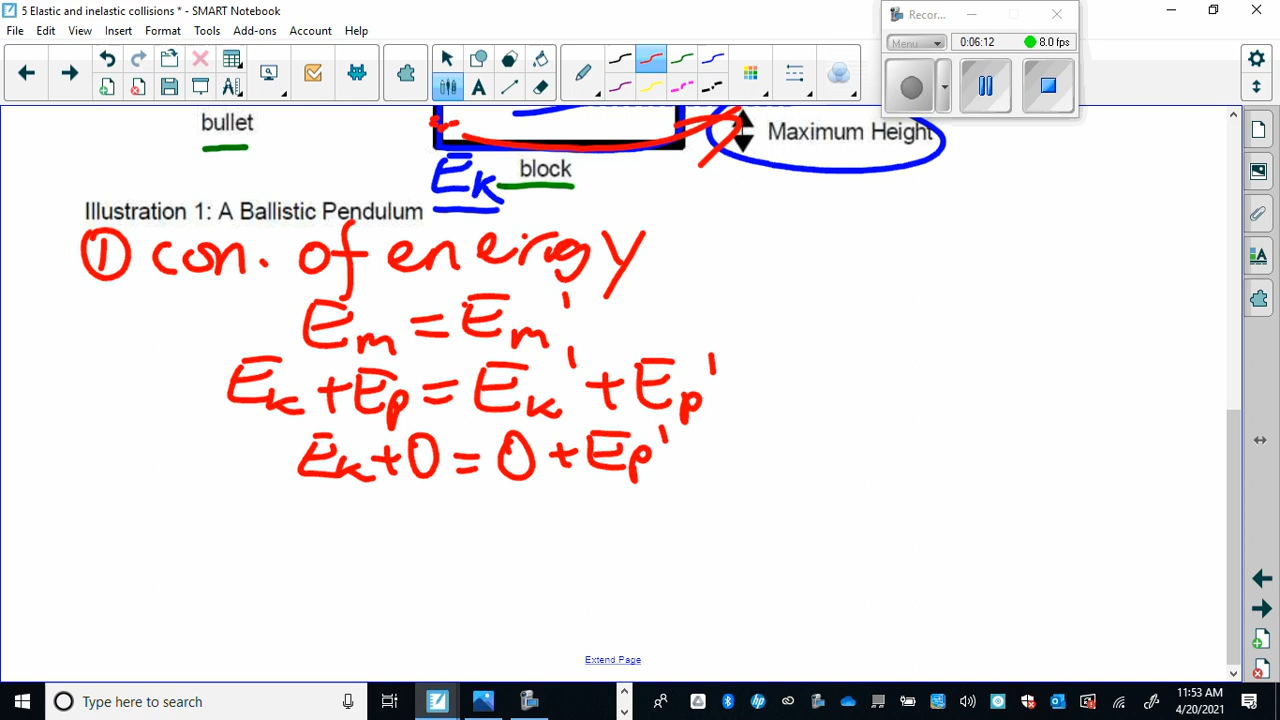 5 Elastic and inelastic collisions * - SMART Notebook
File Edit View Insert Format Tools Add-ons Account Help
Recor...
Menu 0:06:12 8.0 fps
bullet
block
Maximum Height
Ek
Illustration 1: A Ballistic Pendulum
① con. of energy
Em = Em'
Ek + Ep = Ek' + Ep'
Ek + 0 = 0 + Ep'
Extend Page
Type here to search
11:53 AM
4/20/2021